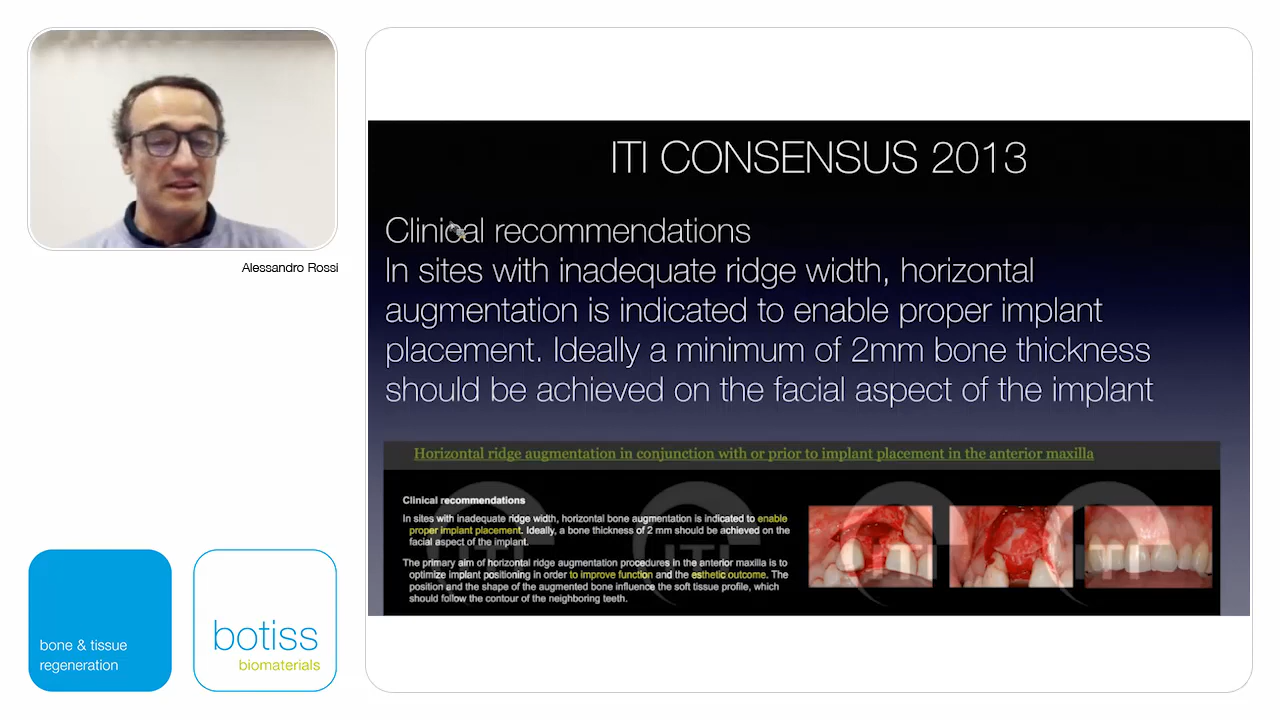 Alessandro Rossi
bone & tissue
regeneration
botiss
biomaterials
ITI CONSENSUS 2013
Clinical recommendations
In sites with inadequate ridge width, horizontal
augmentation is indicated to enable proper implant
placement. Ideally a minimum of 2mm bone thickness
should be achieved on the facial aspect of the implant
Horizontal ridge augmentation in conjunction with or prior to implant placement in the anterior maxilla
Clinical recommendations
In sites with inadequate ridge width, horizontal bone augmentation is indicated to enable
proper implant placement. Ideally, a bone thickness of 2 mm should be achieved on the
facial aspect of the implant.
The primary aim of horizontal ridge augmentation procedures in the anterior maxilla is to
optimize implant positioning in order to improve function and the esthetic outcome. The
position and the shape of the augmented bone influence the soft tissue profile, which
should follow the contour of the neighboring teeth.
ITI
ITI
ITI
ITI